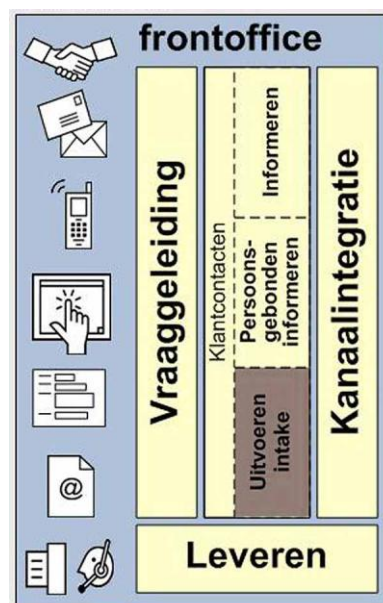 frontoffice
Vraaggeleiding
Klantcontacten
Informeren
Persoons-
gebonden
informeren
Uitvoeren
intake
Kanaalintegratie
@
Leveren